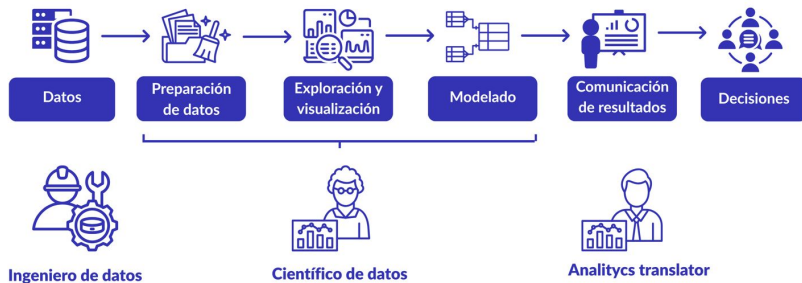 Datos
Preparación
de datos
Exploración y
visualización
Modelado
Comunicación
de resultados
Decisiones
Ingeniero de datos
Científico de datos
Analitycs translator